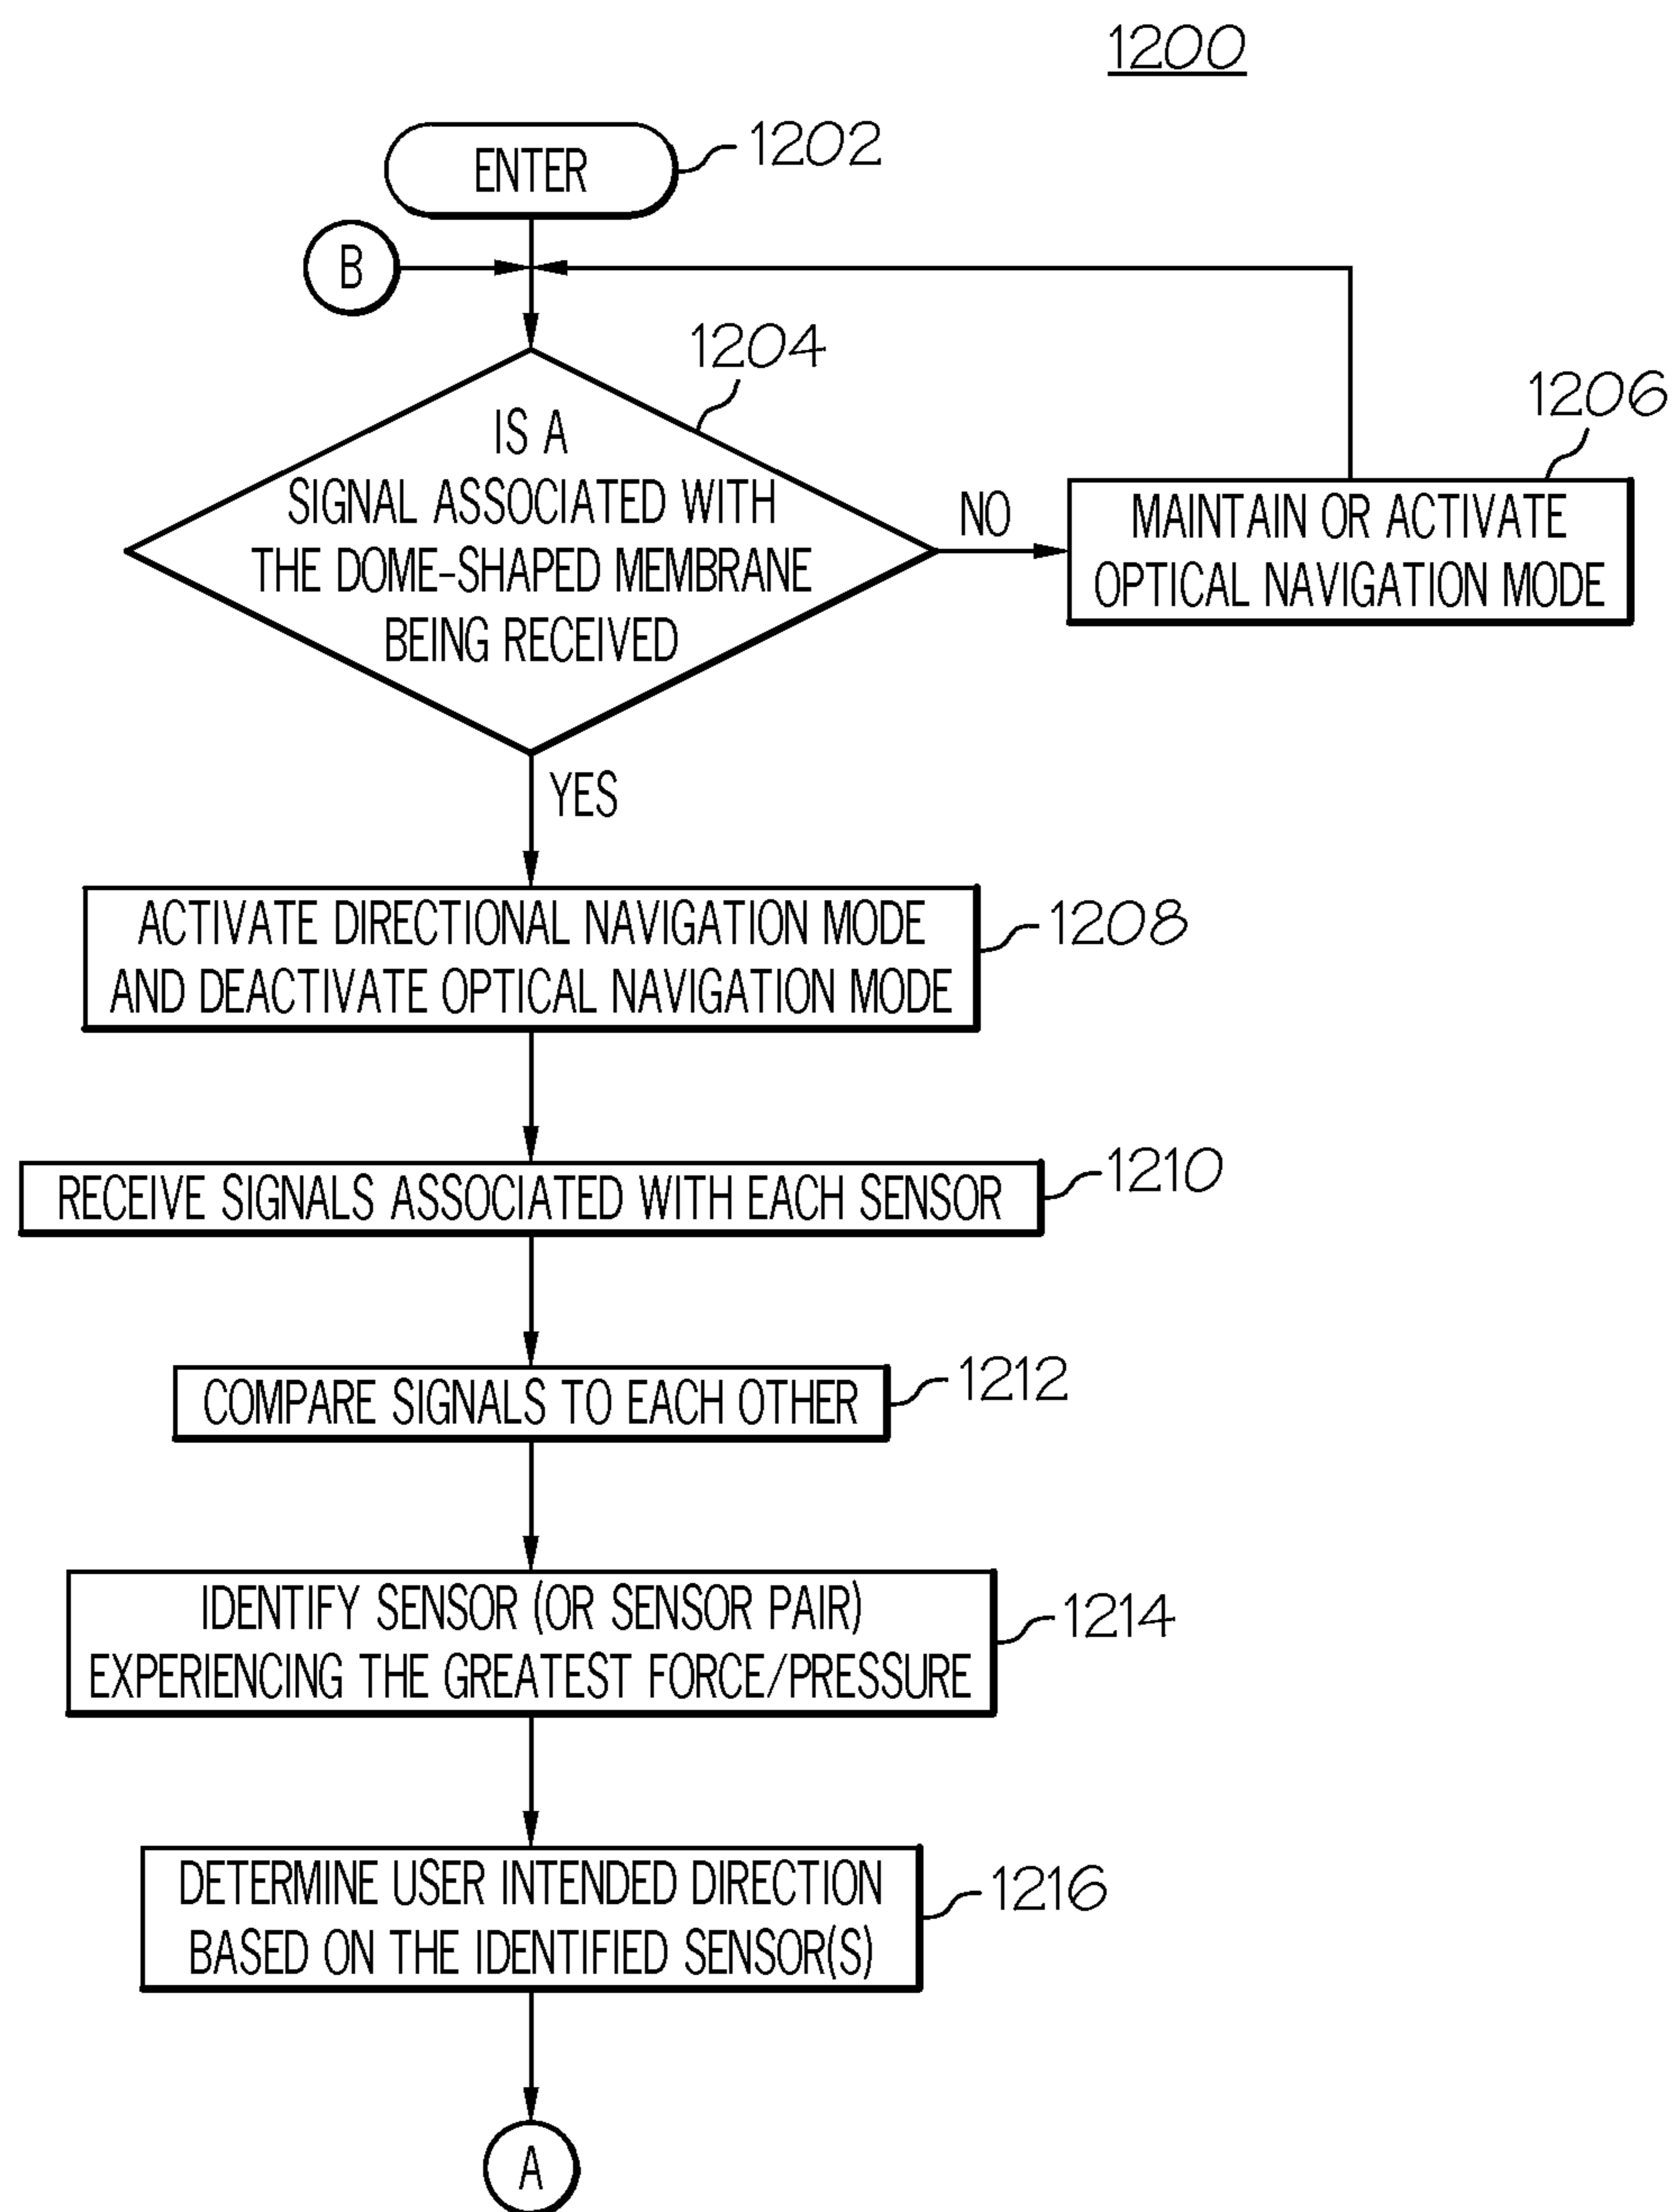 1200
ENTER
1202
B
1204
1206
IS A
SIGNAL ASSOCIATED WITH
THE DOME-SHAPED MEMBRANE
BEING RECEIVED
NO
MAINTAIN OR ACTIVATE
OPTICAL NAVIGATION MODE
YES
ACTIVATE DIRECTIONAL NAVIGATION MODE
AND DEACTIVATE OPTICAL NAVIGATION MODE
1208
RECEIVE SIGNALS ASSOCIATED WITH EACH SENSOR
1210
COMPARE SIGNALS TO EACH OTHER
1212
IDENTIFY SENSOR (OR SENSOR PAIR)
EXPERIENCING THE GREATEST FORCE/PRESSURE
1214
DETERMINE USER INTENDED DIRECTION
BASED ON THE IDENTIFIED SENSOR(S)
1216
A